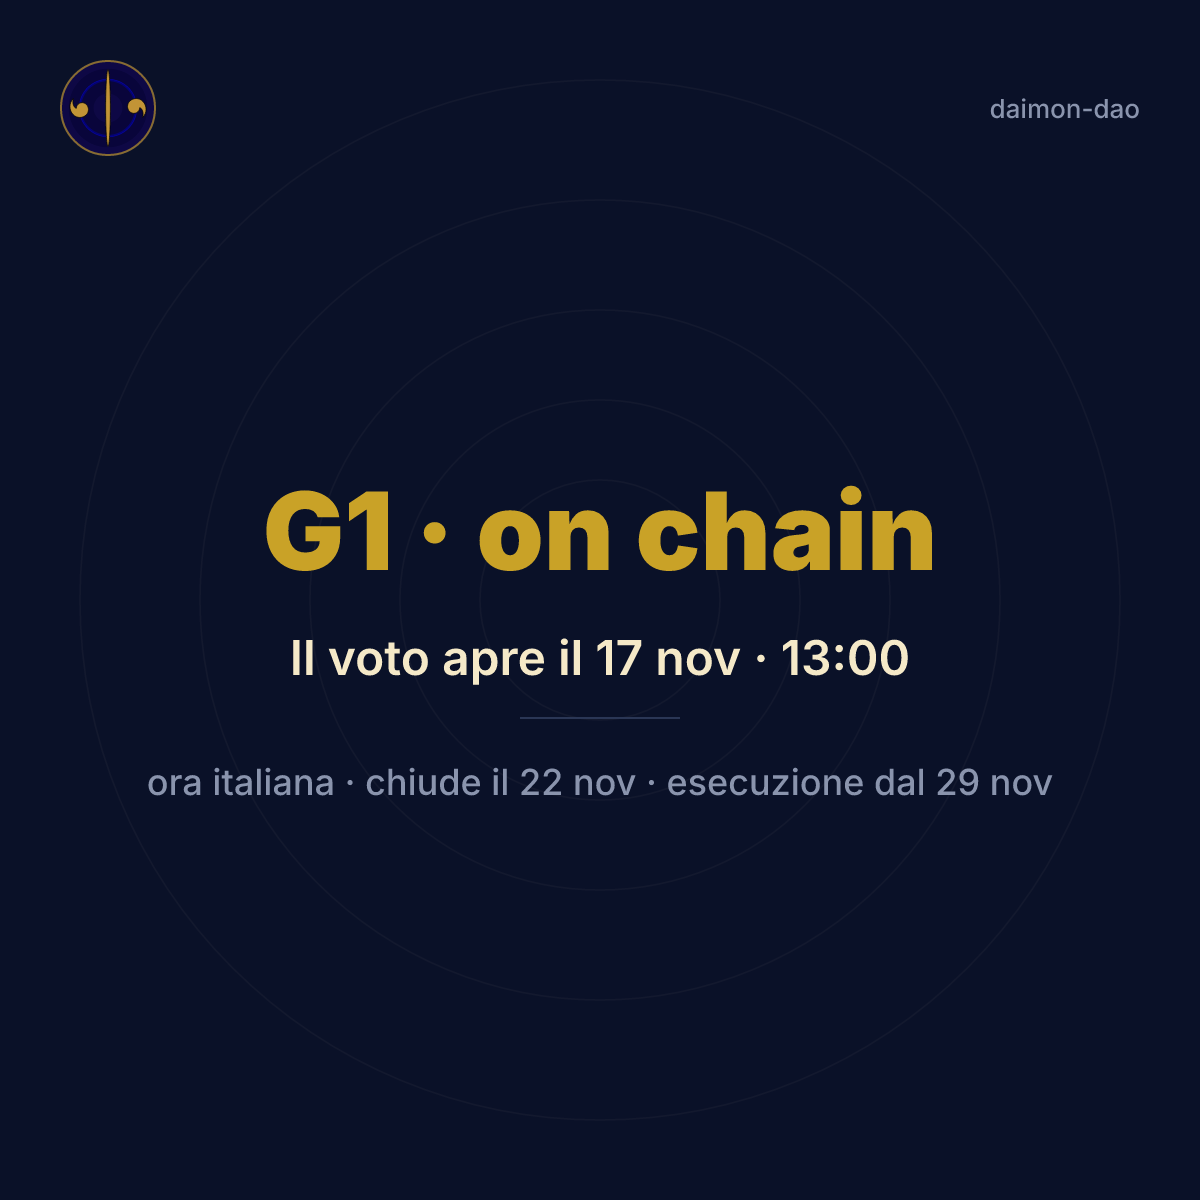 daimon-dao
G1 · on chain
Il voto apre il 17 nov · 13:00
ora italiana · chiude il 22 nov · esecuzione dal 29 nov